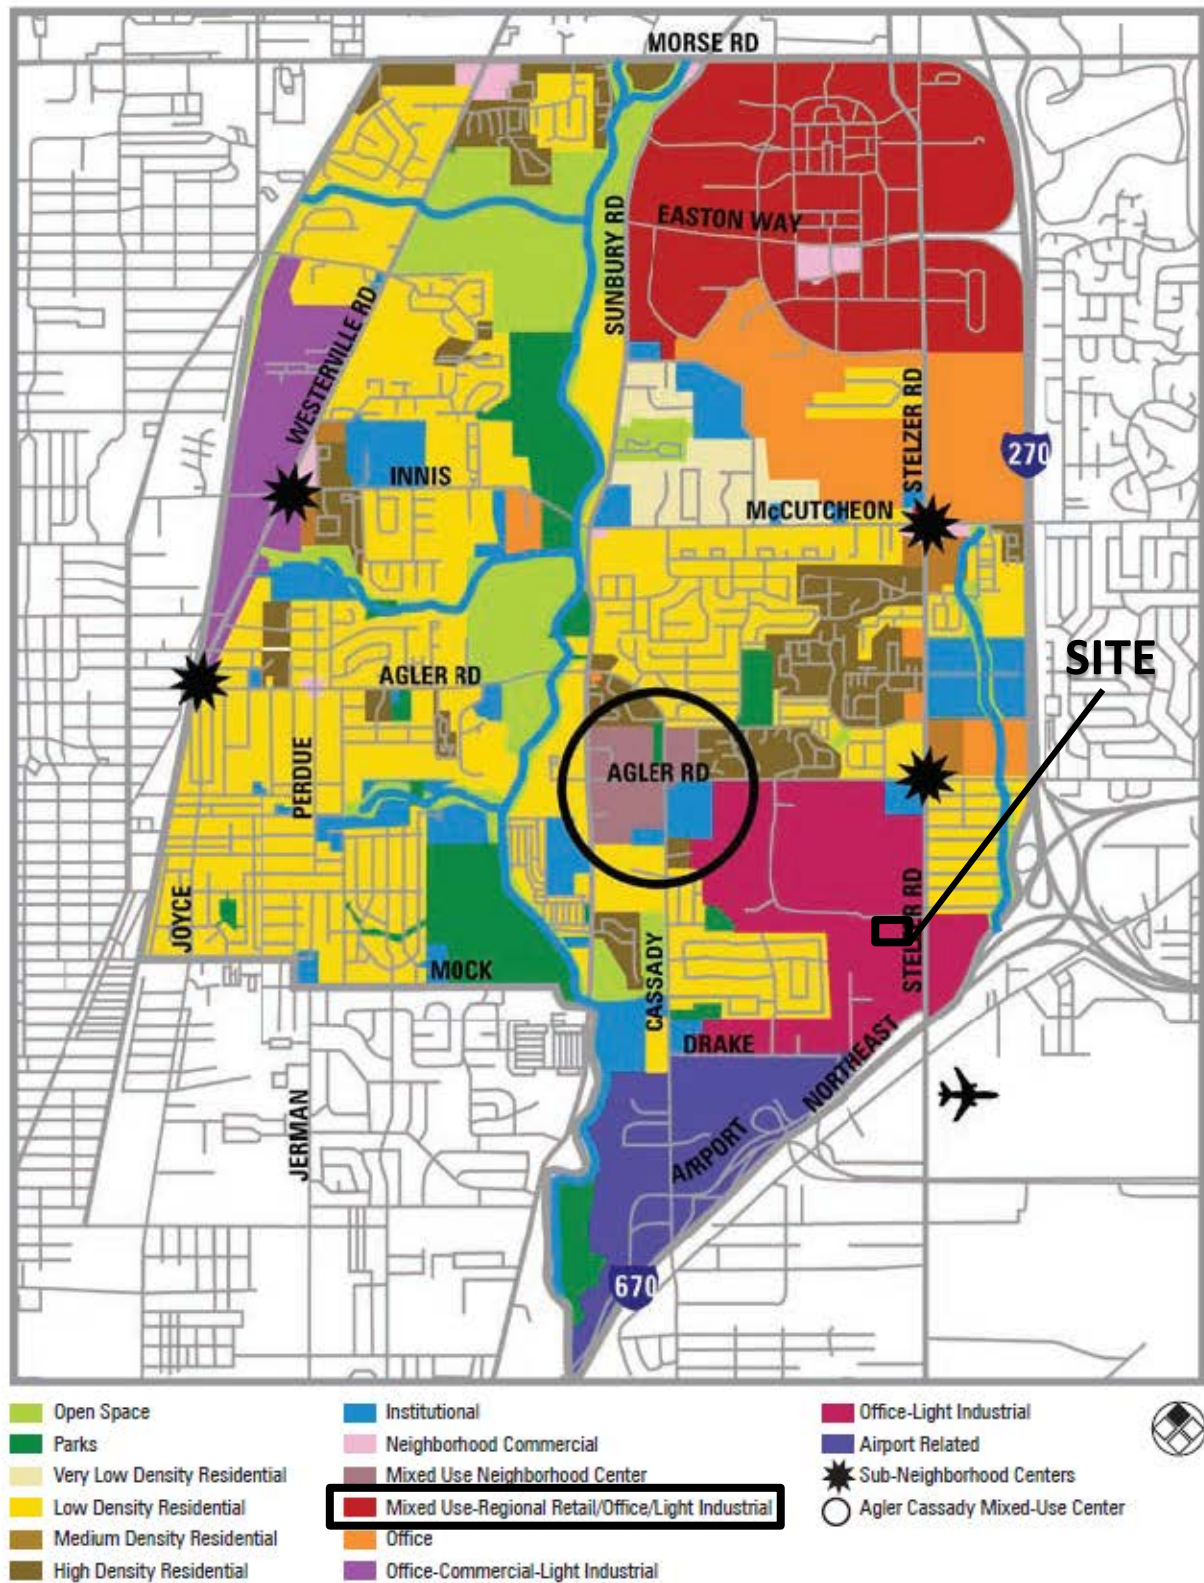 MORSE RD
SUNBURY RD
EASTON WAY
WESTERVILLE RD
STELZER RD
270
INNIS
McCUTCHEON
SITE
AGLER RD
PERDUE
AGLER RD
JOYCE
STELZER RD
MOCK
CASSADY
DRAKE
NORTHEAST
JERMAN
AIRPORT
670
Open Space
Parks
Very Low Density Residential
Low Density Residential
Medium Density Residential
High Density Residential
Institutional
Neighborhood Commercial
Mixed Use Neighborhood Center
Mixed Use-Regional Retail/Office/Light Industrial
Office
Office-Commercial-Light Industrial
Office-Light Industrial
Airport Related
Sub-Neighborhood Centers
Agler Cassady Mixed-Use Center